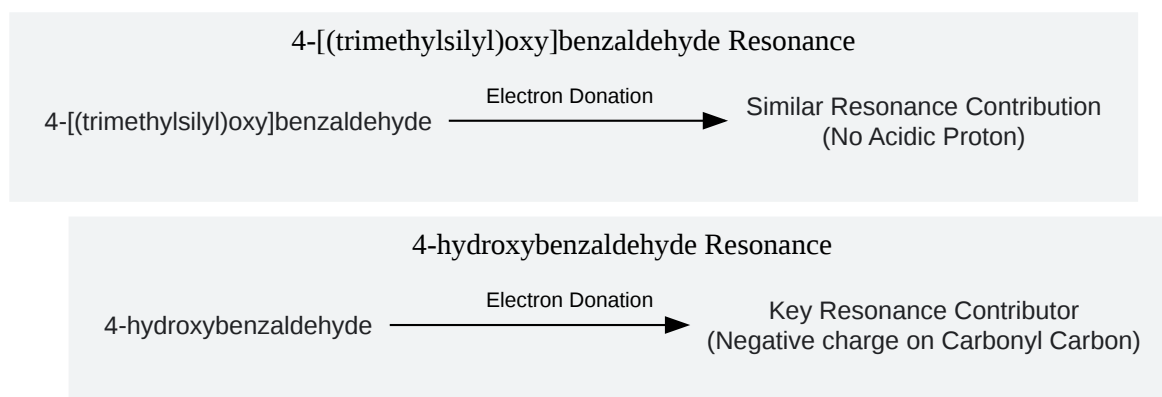 4-[(trimethylsilyl)oxy]benzaldehyde Resonance
Electron Donation
4-[(trimethylsilyl)oxy]benzaldehyde
Similar Resonance Contribution
(No Acidic Proton)
4-hydroxybenzaldehyde Resonance
Electron Donation
4-hydroxybenzaldehyde
Key Resonance Contributor
(Negative charge on Carbonyl Carbon)